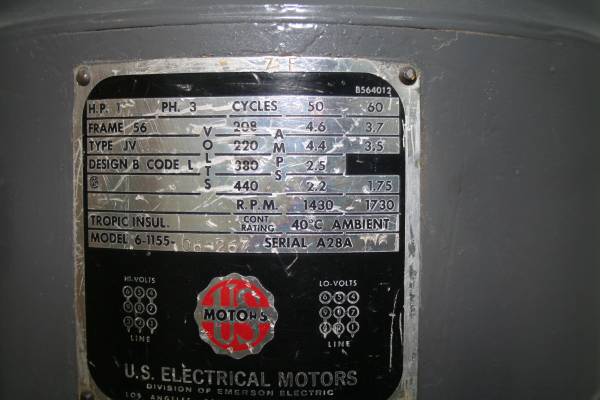 ZF
B564012
H.P. 1 PH. 3 CYCLES 50 60
FRAME 56 VOLTS 208 AMPS 4.6 3.7
TYPE JV 220 4.4 3.5
DESIGN B CODE L 380 2.5
440 2.2 1.75
R.P.M. 1430 1730
TROPIC INSUL. CONT RATING 40°C AMBIENT
MODEL 6-1155- SERIAL A28A
HI-VOLTS LO-VOLTS
LINE LINE
US
MOTORS
U.S. ELECTRICAL MOTORS
DIVISION OF EMERSON ELECTRIC
LOS ANGELES